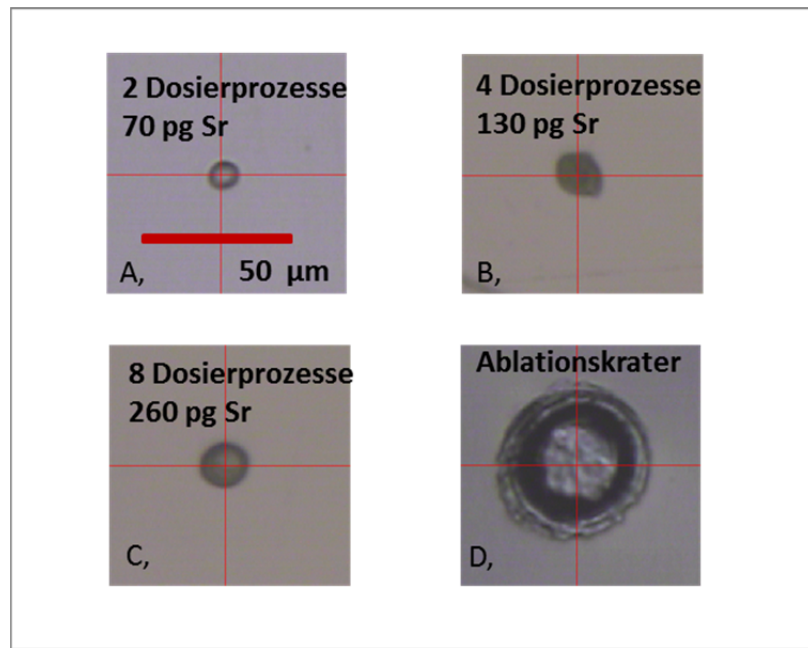 2 Dosierprozesse
70 pg Sr
50 µm
A,
4 Dosierprozesse
130 pg Sr
B,
8 Dosierprozesse
260 pg Sr
C,
Ablationskrater
D,